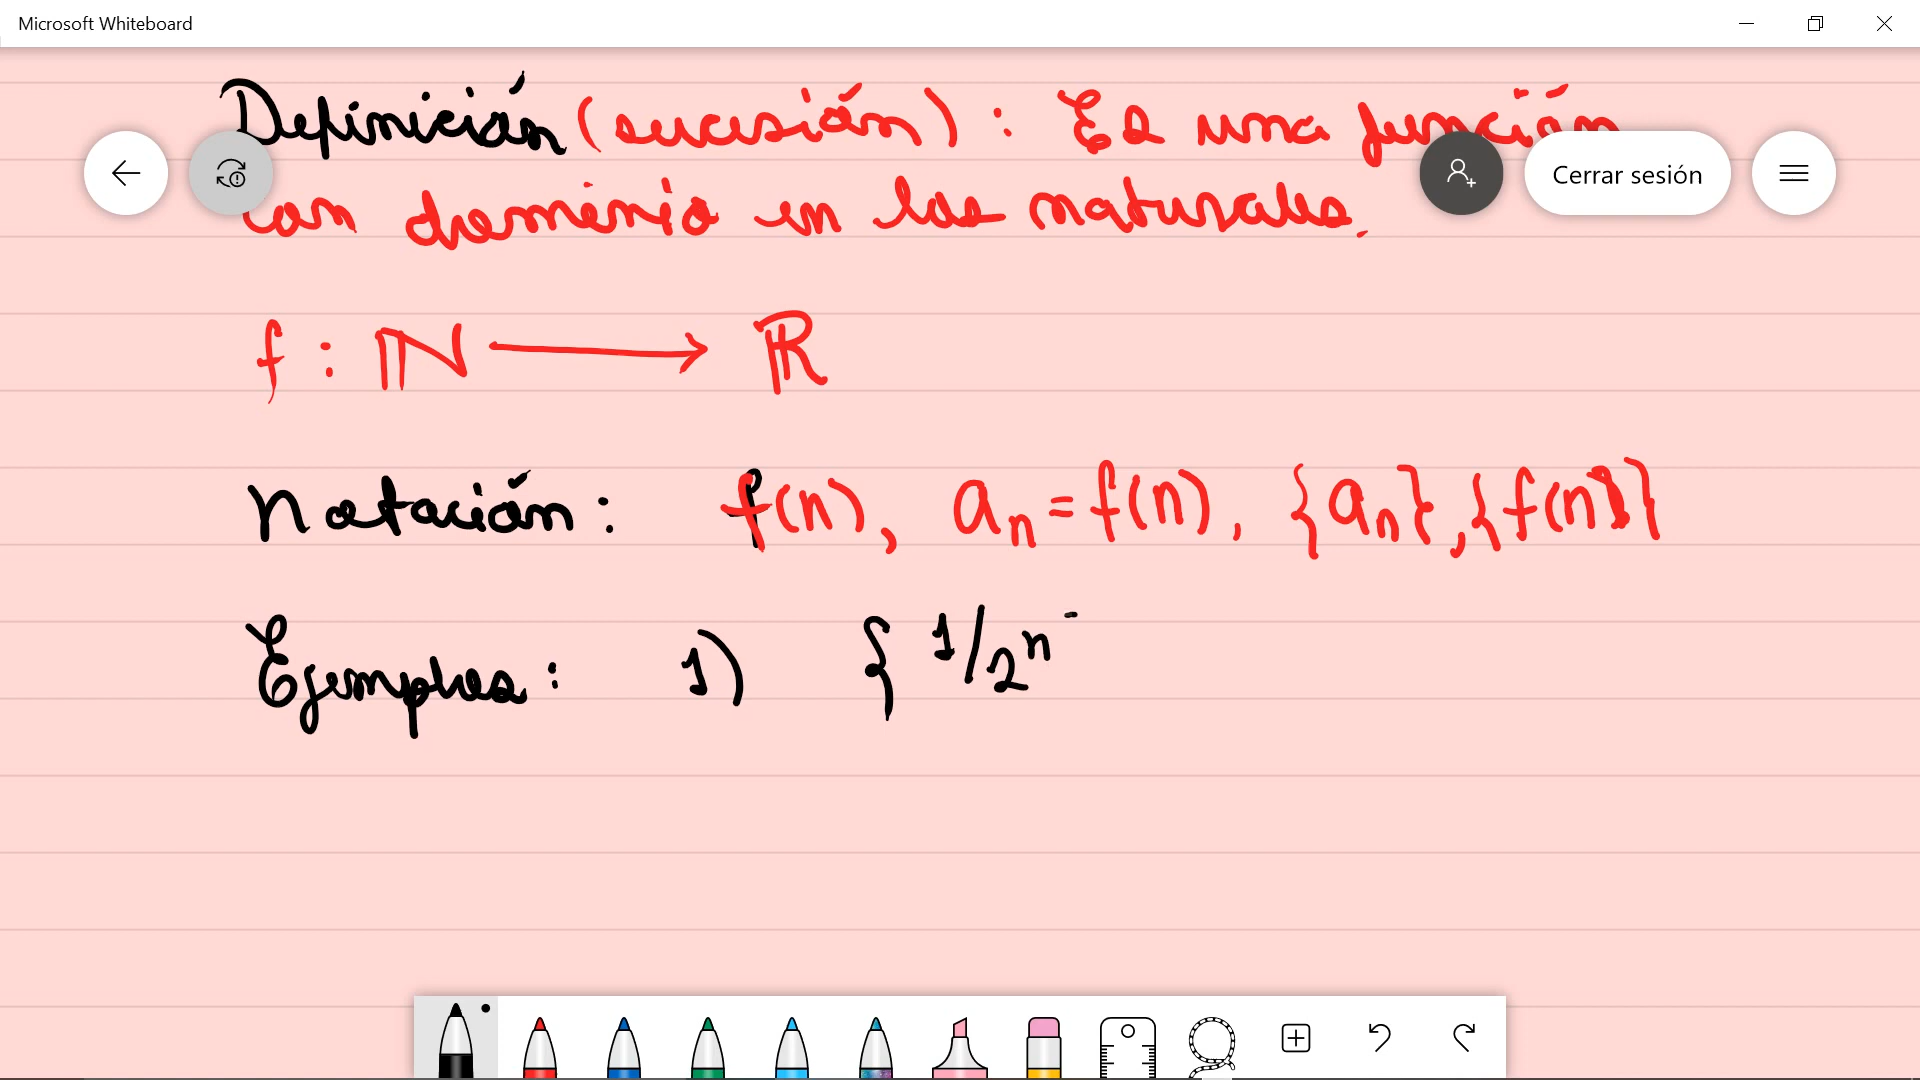 Microsoft Whiteboard
Definición (sucesión) : Es una función
Cerrar sesión
con dominio en los naturales.
f : ℕ ⟶ ℝ
Notación : f(n), aₙ = f(n), {aₙ}, {f(n)}
Ejemplos : 1) { 1/2ⁿ⁻